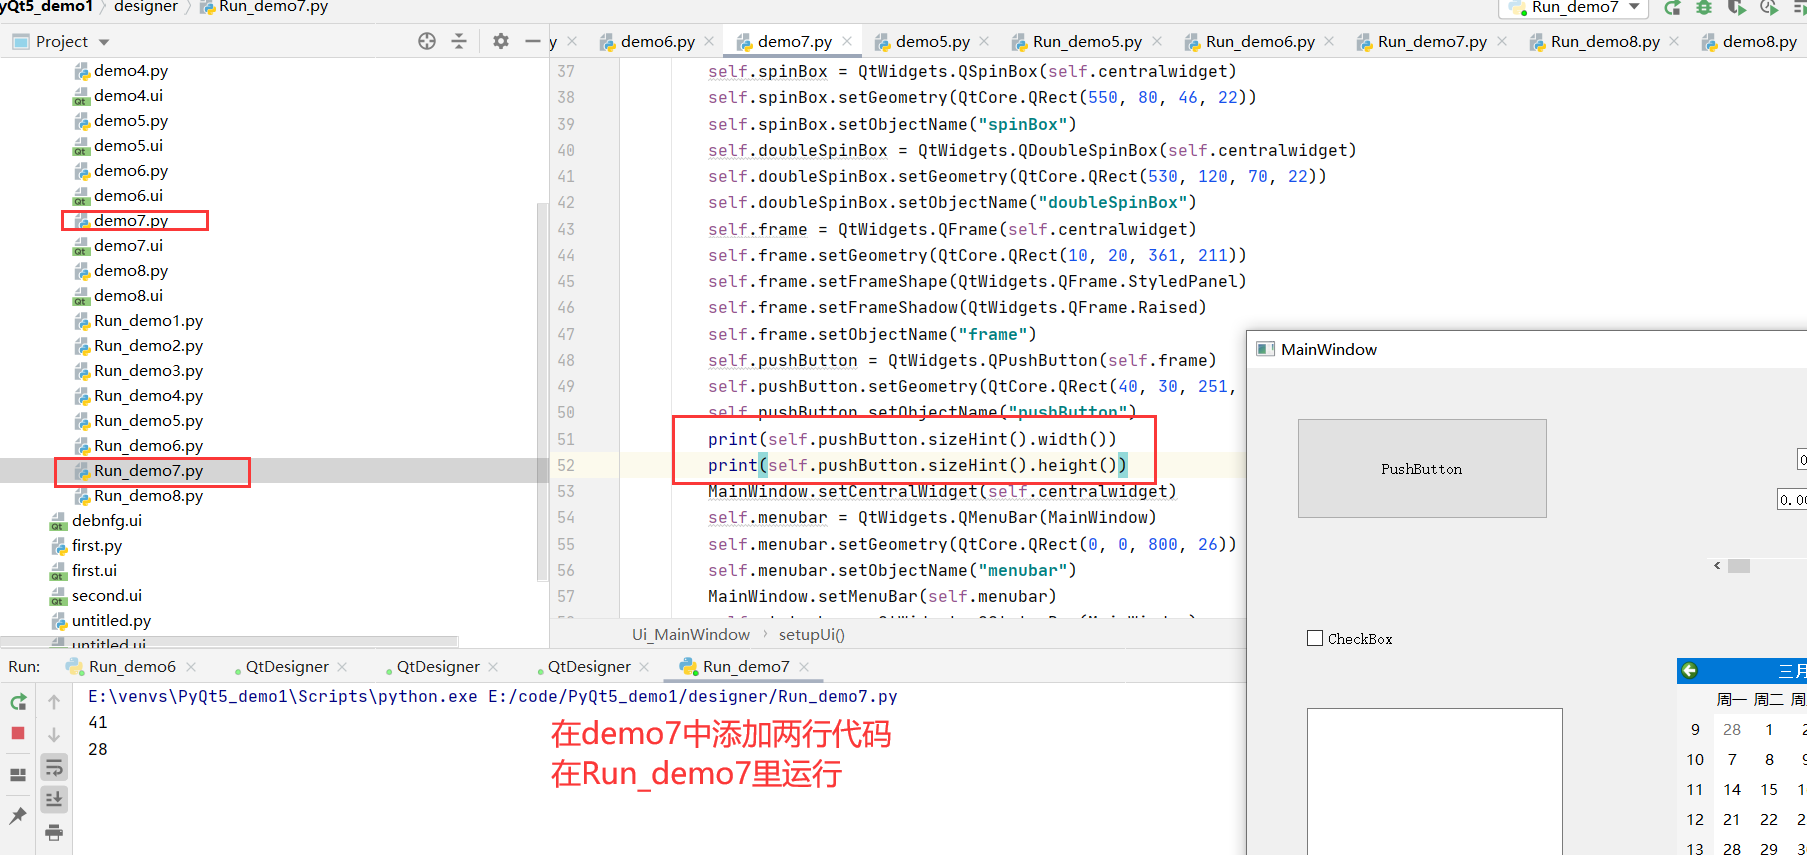 PyQt5_demo1 designer Run_demo7.py Run_demo7
Project
y demo6.py demo7.py demo5.py Run_demo5.py Run_demo6.py Run_demo7.py Run_demo8.py demo8.py
demo4.py
demo4.ui
demo5.py
demo5.ui
demo6.py
demo6.ui
demo7.py
demo7.ui
demo8.py
demo8.ui
Run_demo1.py
Run_demo2.py
Run_demo3.py
Run_demo4.py
Run_demo5.py
Run_demo6.py
Run_demo7.py
Run_demo8.py
debnfg.ui
first.py
first.ui
second.ui
untitled.py
untitled.ui
37 self.spinBox = QtWidgets.QSpinBox(self.centralwidget)
38 self.spinBox.setGeometry(QtCore.QRect(550, 80, 46, 22))
39 self.spinBox.setObjectName("spinBox")
40 self.doubleSpinBox = QtWidgets.QDoubleSpinBox(self.centralwidget)
41 self.doubleSpinBox.setGeometry(QtCore.QRect(530, 120, 70, 22))
42 self.doubleSpinBox.setObjectName("doubleSpinBox")
43 self.frame = QtWidgets.QFrame(self.centralwidget)
44 self.frame.setGeometry(QtCore.QRect(10, 20, 361, 211))
45 self.frame.setFrameShape(QtWidgets.QFrame.StyledPanel)
46 self.frame.setFrameShadow(QtWidgets.QFrame.Raised)
47 self.frame.setObjectName("frame")
48 self.pushButton = QtWidgets.QPushButton(self.frame)
49 self.pushButton.setGeometry(QtCore.QRect(40, 30, 251,
50 self.pushButton.setObjectName("pushButton")
51 print(self.pushButton.sizeHint().width())
52 print(self.pushButton.sizeHint().height())
53 MainWindow.setCentralWidget(self.centralwidget)
54 self.menubar = QtWidgets.QMenuBar(MainWindow)
55 self.menubar.setGeometry(QtCore.QRect(0, 0, 800, 26))
56 self.menubar.setObjectName("menubar")
57 MainWindow.setMenuBar(self.menubar)
Ui_MainWindow setupUi()
MainWindow
PushButton
0
0.00
CheckBox
三月
周一 周二 周
9 28 1 2
10 7 8 9
11 14 15 1
12 21 22 2
13 28 29 3
Run: Run_demo6 QtDesigner QtDesigner QtDesigner Run_demo7
E:\venvs\PyQt5_demo1\Scripts\python.exe E:/code/PyQt5_demo1/designer/Run_demo7.py
41
28
在demo7中添加两行代码
在Run_demo7里运行